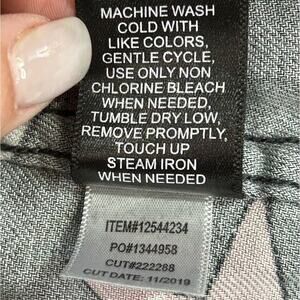 MACHINE WASH
COLD WITH
LIKE COLORS,
GENTLE CYCLE,
USE ONLY NON
CHLORINE BLEACH
WHEN NEEDED,
TUMBLE DRY LOW,
REMOVE PROMPTLY,
TOUCH UP
STEAM IRON
WHEN NEEDED
ITEM#12544234
PO#1344958
CUT#222288
CUT DATE: 11/2019